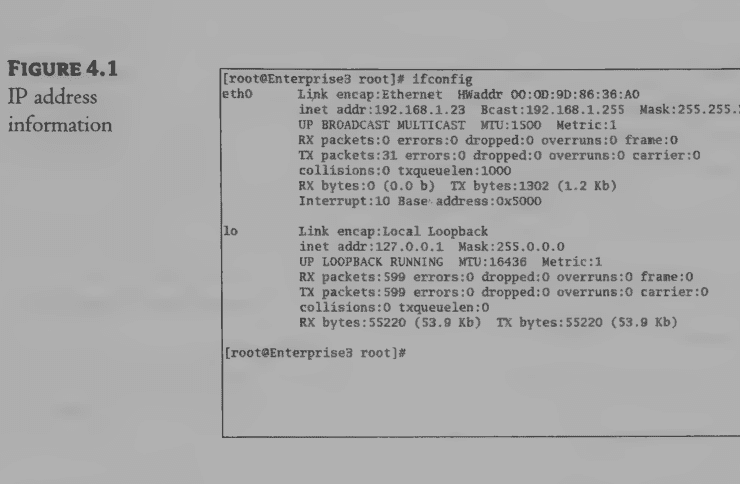 FIGURE 4.1
IP address
information
[root@Enterprise3 root]# ifconfig
eth0 Link encap:Ethernet HWaddr 00:0D:9D:86:36:A0
inet addr:192.168.1.23 Bcast:192.168.1.255 Mask:255.255.
UP BROADCAST MULTICAST MTU:1500 Metric:1
RX packets:0 errors:0 dropped:0 overruns:0 frame:0
TX packets:31 errors:0 dropped:0 overruns:0 carrier:0
collisions:0 txqueuelen:1000
RX bytes:0 (0.0 b) TX bytes:1302 (1.2 Kb)
Interrupt:10 Base address:0x5000
lo Link encap:Local Loopback
inet addr:127.0.0.1 Mask:255.0.0.0
UP LOOPBACK RUNNING MTU:16436 Metric:1
RX packets:599 errors:0 dropped:0 overruns:0 frame:0
TX packets:599 errors:0 dropped:0 overruns:0 carrier:0
collisions:0 txqueuelen:0
RX bytes:55220 (53.9 Kb) TX bytes:55220 (53.9 Kb)
[root@Enterprise3 root]#